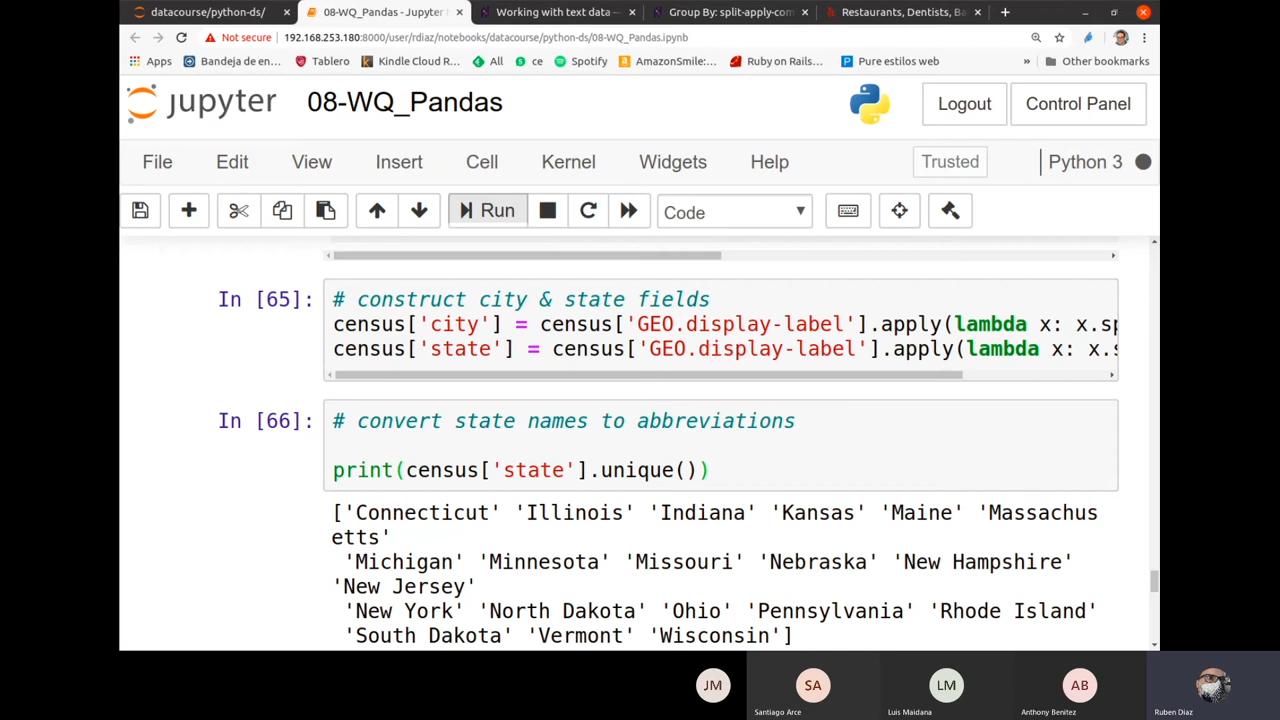 datacourse/python-ds/
08-WQ_Pandas - Jupyter
Working with text data
Group By: split-apply-com
Restaurants, Dentists, Ba
Not secure
192.168.253.180:8000/user/rdiaz/notebooks/datacourse/python-ds/08-WQ_Pandas.ipynb
Apps
Bandeja de en...
Tablero
Kindle Cloud R...
All
ce
Spotify
AmazonSmile:...
Ruby on Rails...
Pure estilos web
»
Other bookmarks
jupyter
08-WQ_Pandas
Logout
Control Panel
File
Edit
View
Insert
Cell
Kernel
Widgets
Help
Trusted
Python 3
Run
Code
In [65]:
# construct city & state fields
census['city'] = census['GEO.display-label'].apply(lambda x: x.sp
census['state'] = census['GEO.display-label'].apply(lambda x: x.s
In [66]:
# convert state names to abbreviations
print(census['state'].unique())
['Connecticut' 'Illinois' 'Indiana' 'Kansas' 'Maine' 'Massachus
etts'
'Michigan' 'Minnesota' 'Missouri' 'Nebraska' 'New Hampshire'
'New Jersey'
'New York' 'North Dakota' 'Ohio' 'Pennsylvania' 'Rhode Island'
'South Dakota' 'Vermont' 'Wisconsin']
JM
SA
LM
AB
Santiago Arce
Luis Maidana
Anthony Benitez
Ruben Diaz